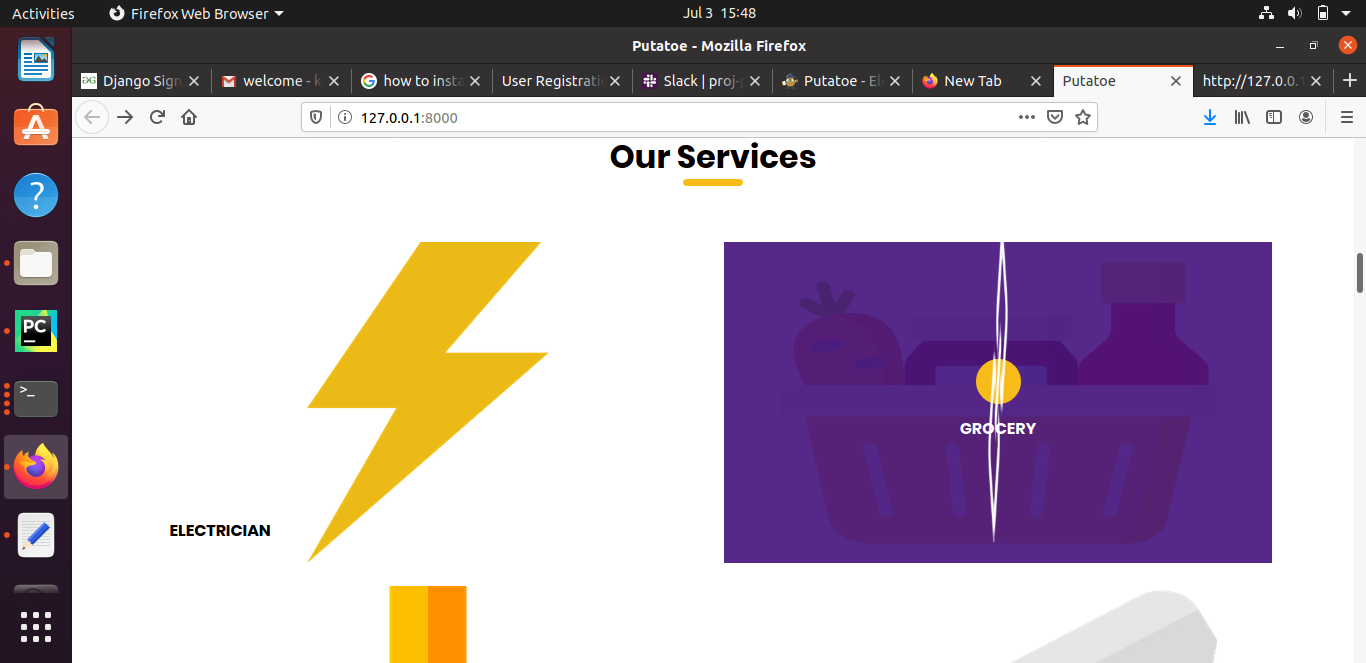 Activities
Firefox Web Browser
Jul 3 15:48
Putatoe - Mozilla Firefox
Django Sign
welcome - k
how to insta
User Registrati
Slack | proj-
Putatoe - El
New Tab
Putatoe
http://127.0.0.1
127.0.0.1:8000
Our Services
GROCERY
ELECTRICIAN
PC
>_
?